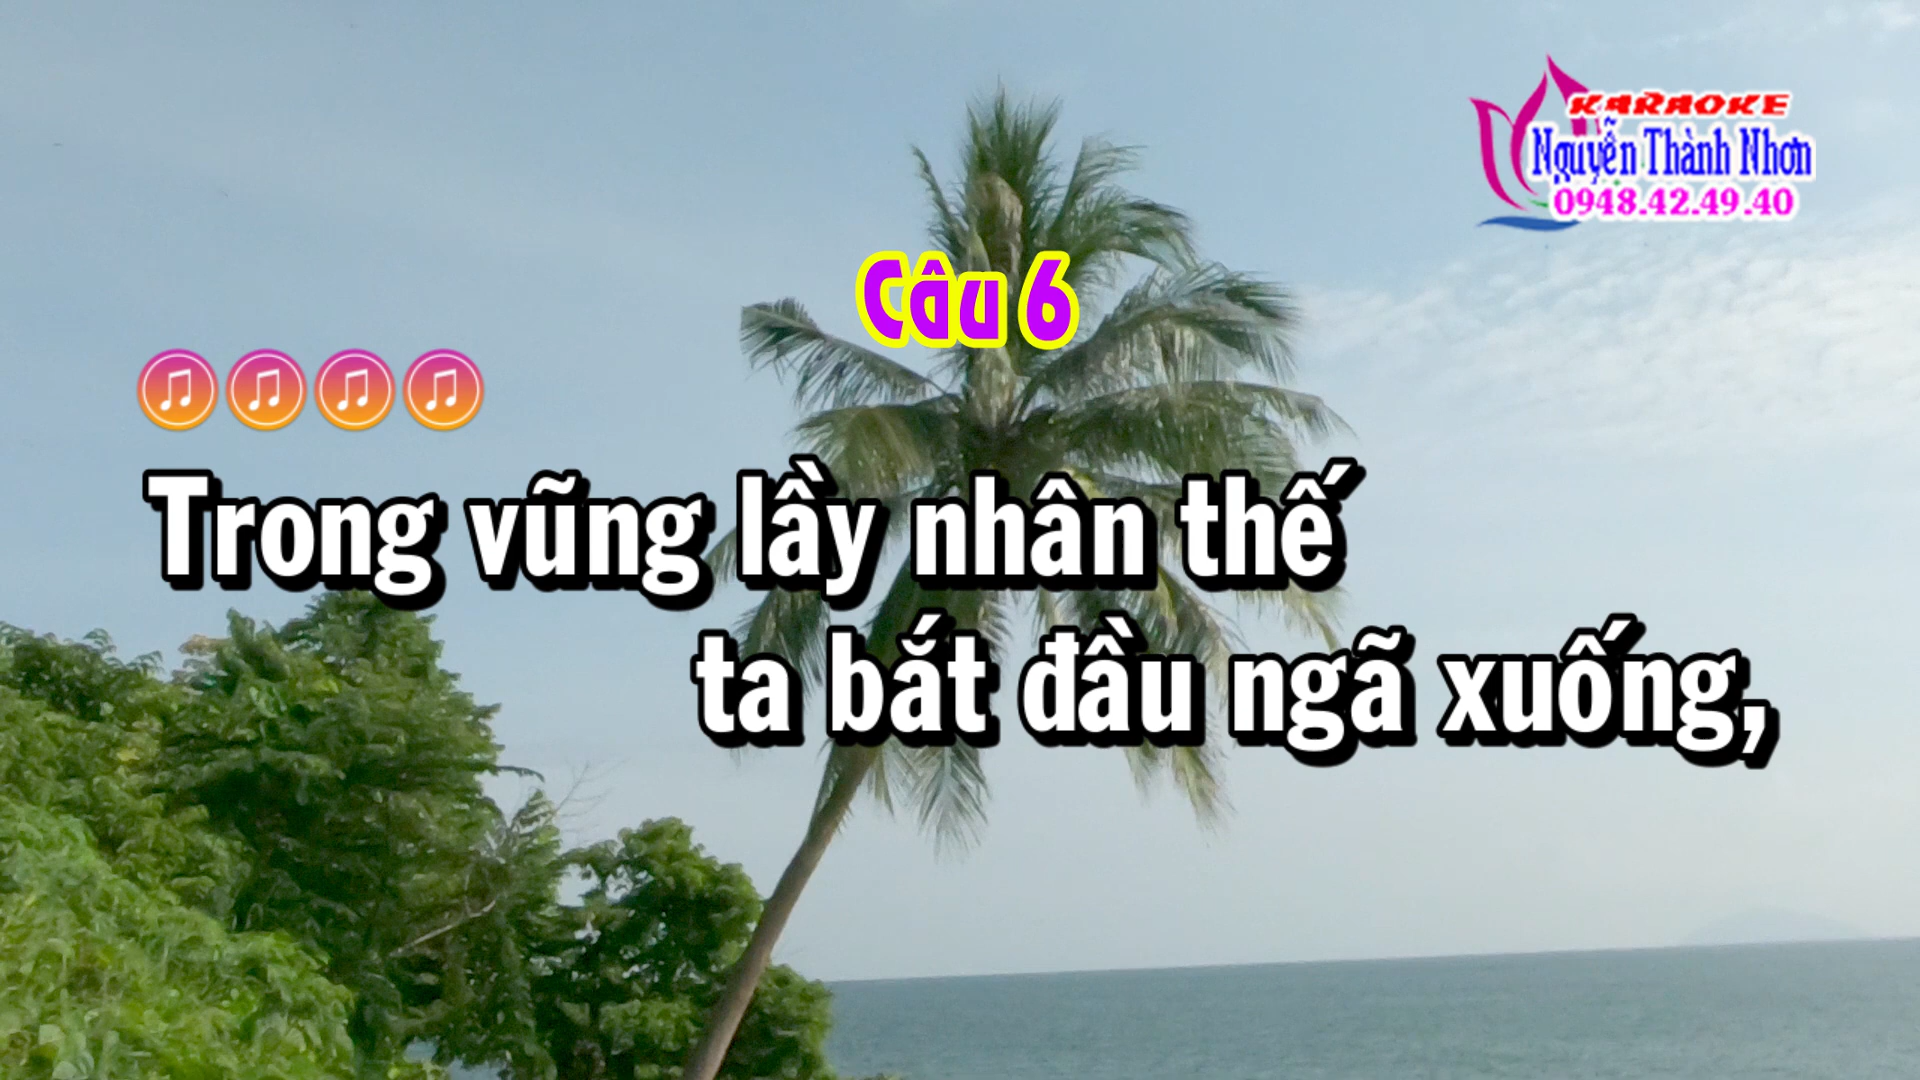 KARAOKE
Nguyễn Thành Nhơn
0948.42.49.40
Câu 6
Trong vũng lầy nhân thế
ta bắt đầu ngã xuống,